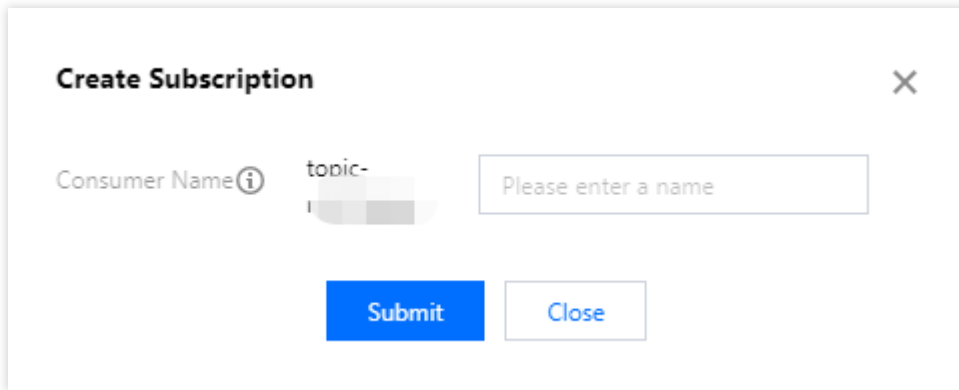 Create Subscription
Consumer Name
topic-
Please enter a name
Submit
Close